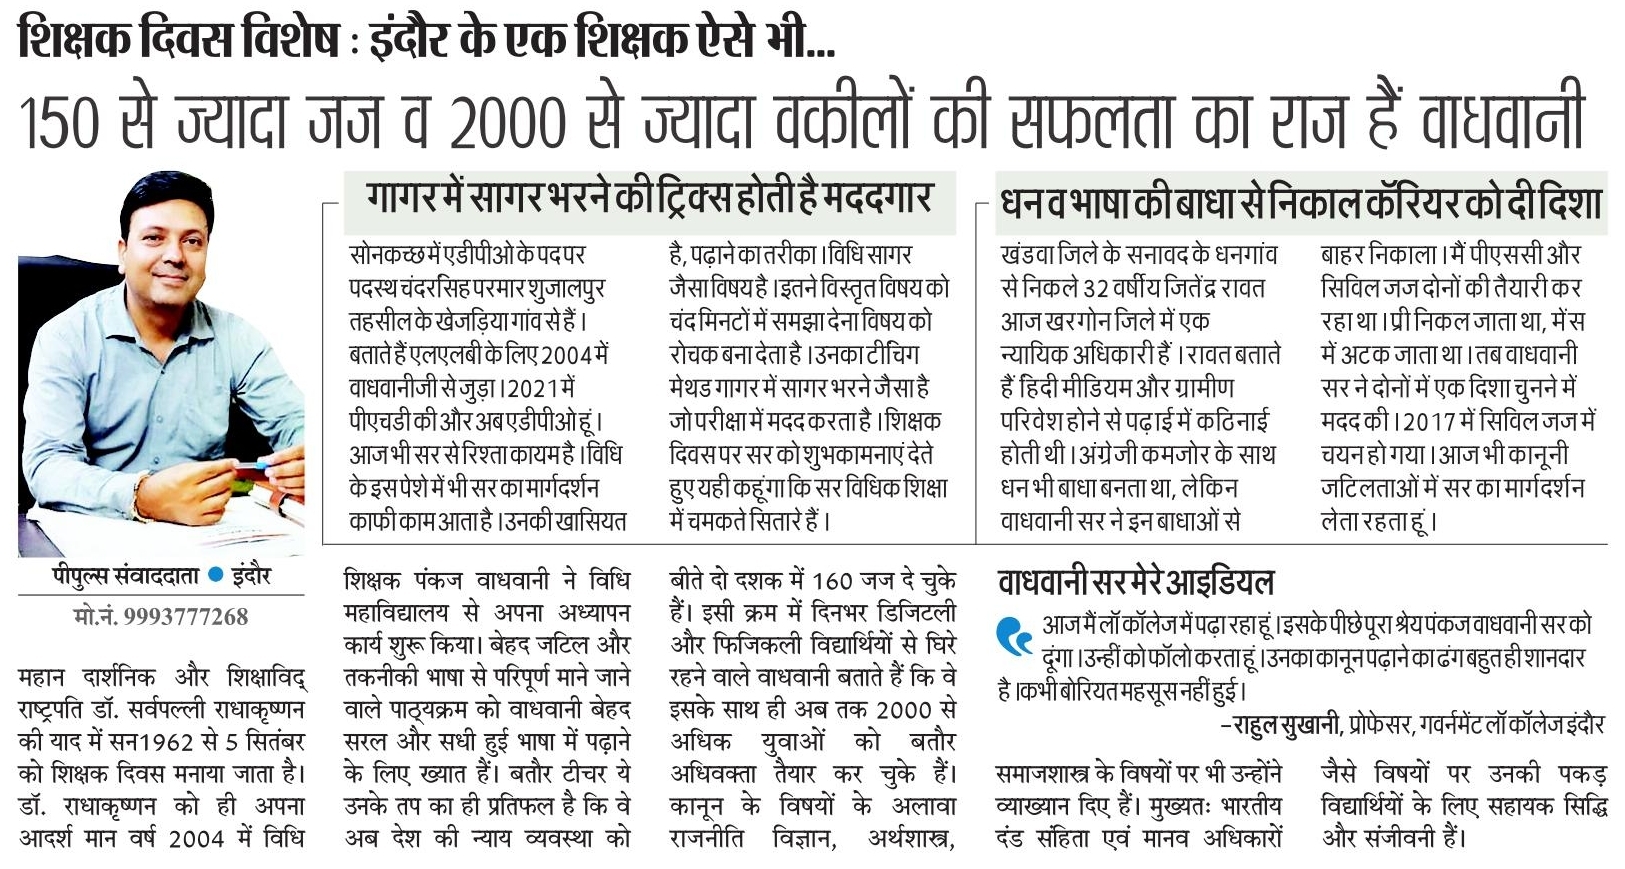 शिक्षक दिवस विशेष : इंदौर के एक शिक्षक ऐसे भी...
150 से ज्यादा जज व 2000 से ज्यादा वकीलों की सफलता का राज हैं वाधवानी
गागर में सागर भरने की ट्रिक्स होती है मददगार
सोनकच्छ में एडीपीओ के पद पर
पदस्थ चंदरसिंह परमार शुजालपुर
तहसील के खेजड़िया गांव से हैं।
बताते हैं एलएलबी के लिए 2004 में
वाधवानीजी से जुड़ा। 2021 में
पीएचडी की और अब एडीपीओ हूं।
आज भी सर से रिश्ता कायम है। विधि
के इस पेशे में भी सर का मार्गदर्शन
काफी काम आता है। उनकी खासियत
है, पढ़ाने का तरीका। विधि सागर
जैसा विषय है। इतने विस्तृत विषय को
चंद मिनटों में समझा देना विषय को
रोचक बना देता है। उनका टीचिंग
मेथड गागर में सागर भरने जैसा है
जो परीक्षा में मदद करता है। शिक्षक
दिवस पर सर को शुभकामनाएं देते
हुए यही कहूंगा कि सर विधिक शिक्षा
में चमकते सितारे हैं।
धन व भाषा की बाधा से निकाल कॅरियर को दी दिशा
खंडवा जिले के सनावद के धनगांव
से निकले 32 वर्षीय जितेंद्र रावत
आज खरगोन जिले में एक
न्यायिक अधिकारी हैं। रावत बताते
हैं हिंदी मीडियम और ग्रामीण
परिवेश होने से पढ़ाई में कठिनाई
होती थी। अंग्रेजी कमजोर के साथ
धन भी बाधा बनता था, लेकिन
वाधवानी सर ने इन बाधाओं से
बाहर निकाला। मैं पीएससी और
सिविल जज दोनों की तैयारी कर
रहा था। प्री निकल जाता था, मेंस
में अटक जाता था। तब वाधवानी
सर ने दोनों में एक दिशा चुनने में
मदद की। 2017 में सिविल जज में
चयन हो गया। आज भी कानूनी
जटिलताओं में सर का मार्गदर्शन
लेता रहता हूं।
पीपुल्स संवाददाता ● इंदौर
मो.नं. 9993777268
महान दार्शनिक और शिक्षाविद्
राष्ट्रपति डॉ. सर्वपल्ली राधाकृष्णन
की याद में सन1962 से 5 सितंबर
को शिक्षक दिवस मनाया जाता है।
डॉ. राधाकृष्णन को ही अपना
आदर्श मान वर्ष 2004 में विधि
शिक्षक पंकज वाधवानी ने विधि
महाविद्यालय से अपना अध्यापन
कार्य शुरू किया। बेहद जटिल और
तकनीकी भाषा से परिपूर्ण माने जाने
वाले पाठ्यक्रम को वाधवानी बेहद
सरल और सधी हुई भाषा में पढ़ाने
के लिए ख्यात हैं। बतौर टीचर ये
उनके तप का ही प्रतिफल है कि वे
अब देश की न्याय व्यवस्था को
बीते दो दशक में 160 जज दे चुके
हैं। इसी क्रम में दिनभर डिजिटली
और फिजिकली विद्यार्थियों से घिरे
रहने वाले वाधवानी बताते हैं कि वे
इसके साथ ही अब तक 2000 से
अधिक युवाओं को बतौर
अधिवक्ता तैयार कर चुके हैं।
कानून के विषयों के अलावा
राजनीति विज्ञान, अर्थशास्त्र,
वाधवानी सर मेरे आइडियल
आज मैं लॉ कॉलेज में पढ़ा रहा हूं। इसके पीछे पूरा श्रेय पंकज वाधवानी सर को
दूंगा। उन्हीं को फॉलो करता हूं। उनका कानून पढ़ाने का ढंग बहुत ही शानदार
है। कभी बोरियत महसूस नहीं हुई।
–राहुल सुखानी, प्रोफेसर, गवर्नमेंट लॉ कॉलेज इंदौर
समाजशास्त्र के विषयों पर भी उन्होंने
व्याख्यान दिए हैं। मुख्यतः भारतीय
दंड संहिता एवं मानव अधिकारों
जैसे विषयों पर उनकी पकड़
विद्यार्थियों के लिए सहायक सिद्धि
और संजीवनी हैं।